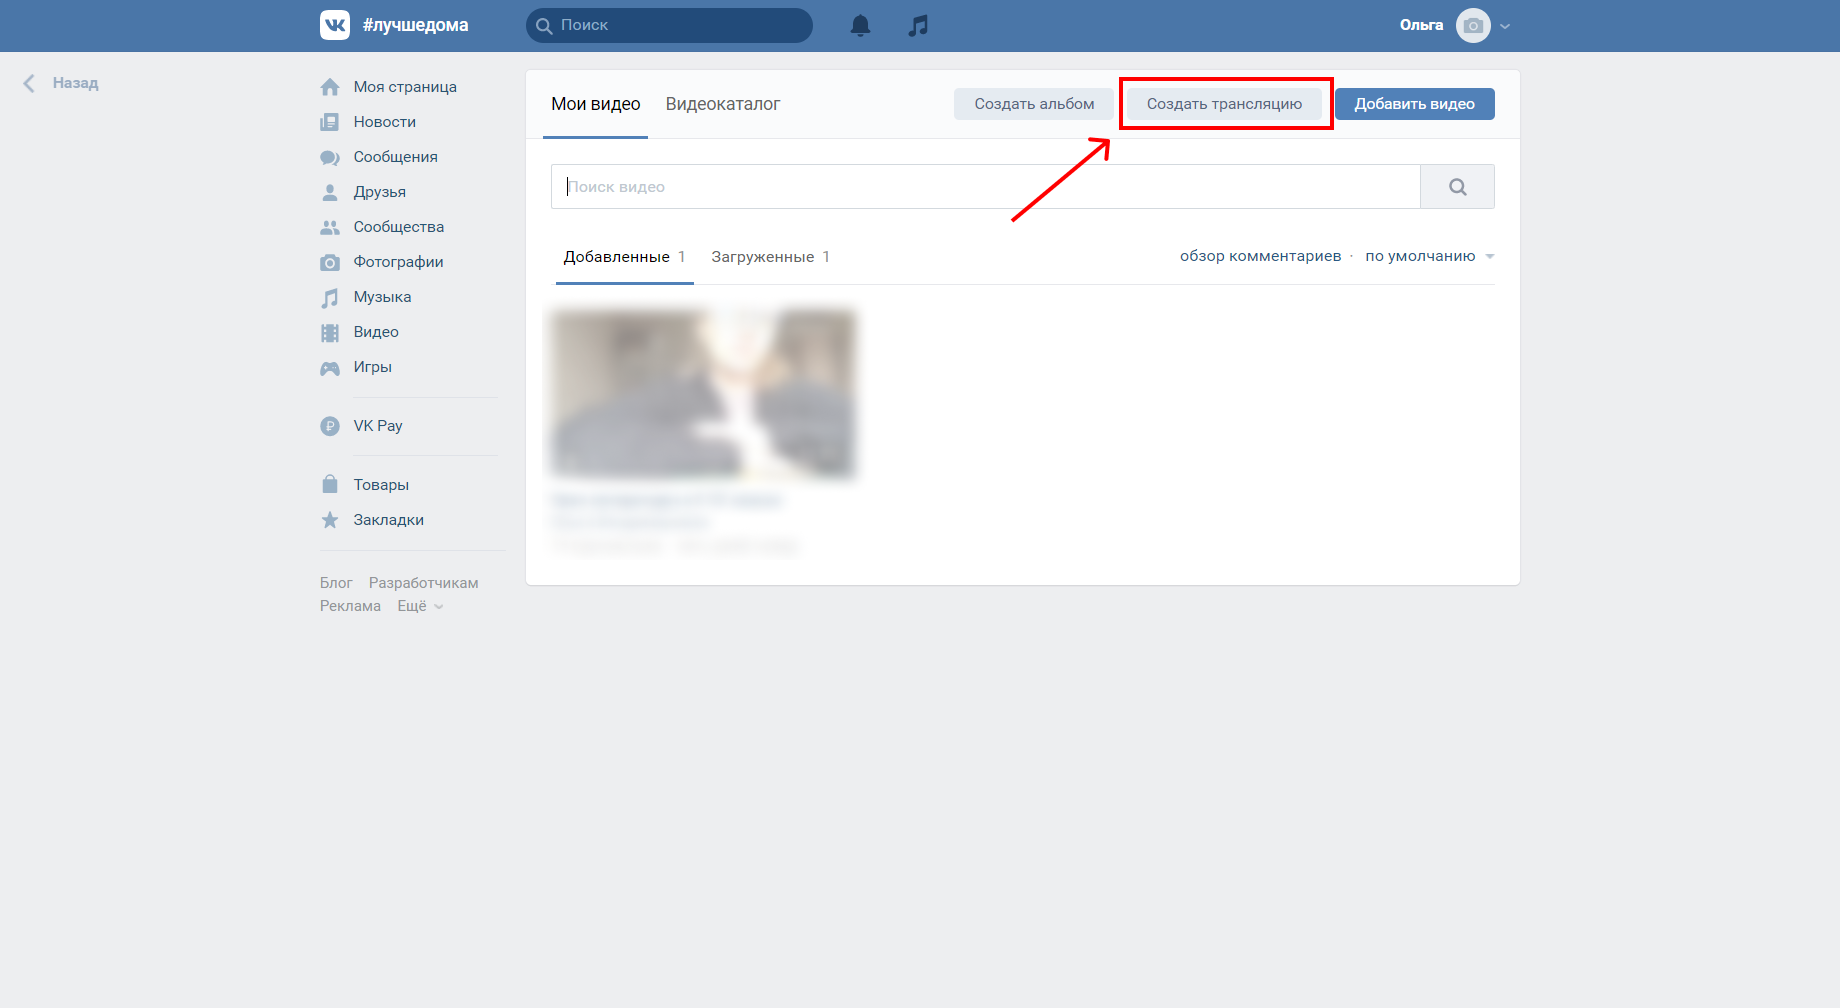 #лучшедома
Поиск
Ольга
Назад
Моя страница
Новости
Сообщения
Друзья
Сообщества
Фотографии
Музыка
Видео
Игры
VK Pay
Товары
Закладки
Блог Разработчикам
Реклама Ещё
Мои видео Видеокаталог Создать альбом Создать трансляцию Добавить видео
Поиск видео
Добавленные 1 Загруженные 1 обзор комментариев · по умолчанию